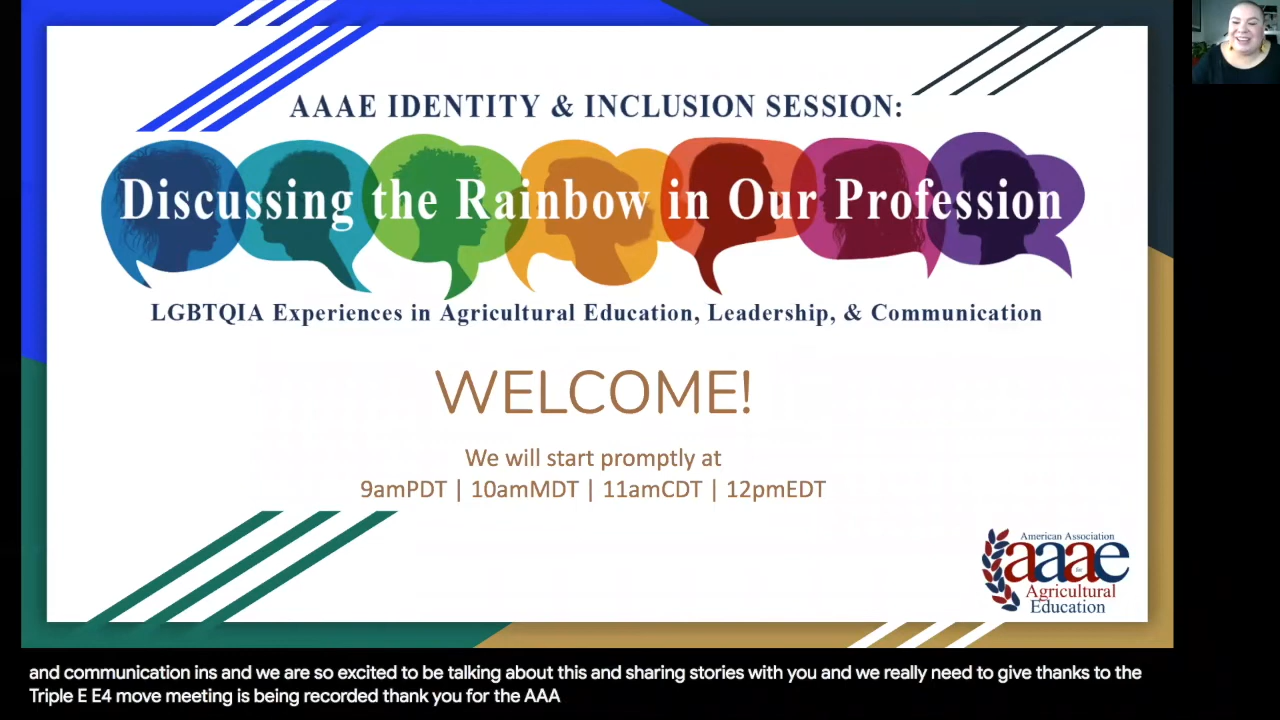 AAAE IDENTITY & INCLUSION SESSION:
Discussing the Rainbow in Our Profession
LGBTQIA Experiences in Agricultural Education, Leadership, & Communication
WELCOME!
We will start promptly at
9amPDT | 10amMDT | 11amCDT | 12pmEDT
American Association
aaae
for
Agricultural
Education
and communication ins and we are so excited to be talking about this and sharing stories with you and we really need to give thanks to the
Triple E E4 move meeting is being recorded thank you for the AAA